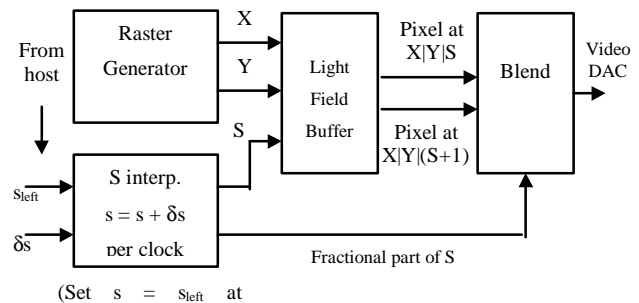 From
host
Raster
Generator
X
Y
S
Light
Field
Buffer
Pixel at
X|Y|S
Pixel at
X|Y|(S+1)
Blend
Video
DAC
sleft
δs
S interp.
s = s + δs
per clock
Fractional part of S
(Set s = sleft at